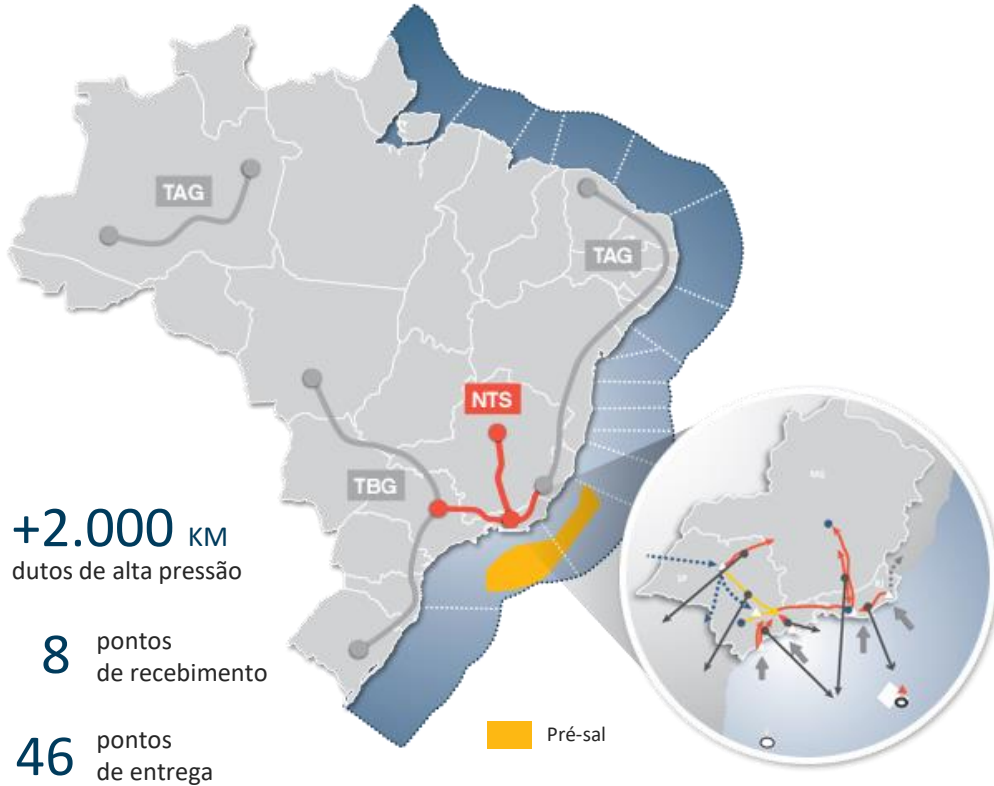 TAG
TAG
NTS
TBG
+2.000 KM
dutos de alta pressão
8 pontos
de recebimento
46 pontos
de entrega
Pré-sal
MG